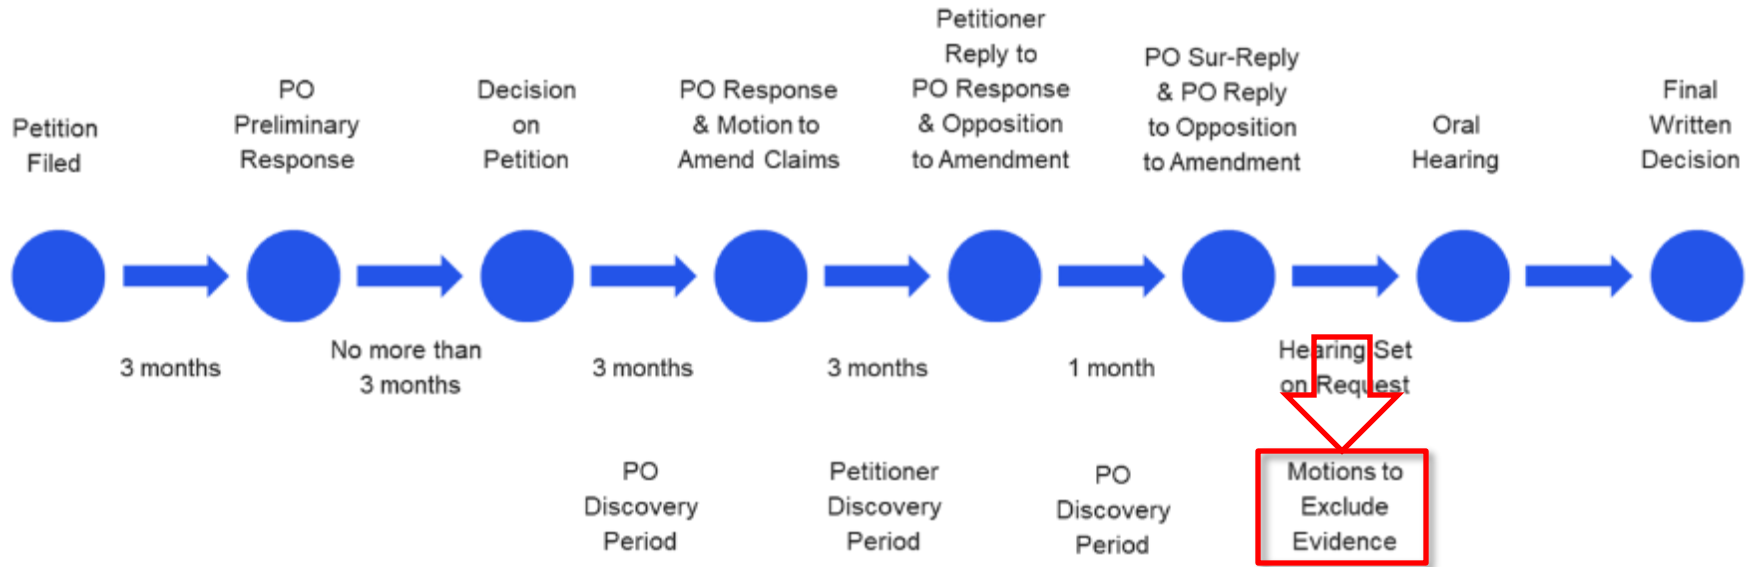 Petition
Filed
PO
Preliminary
Response
Decision
on
Petition
PO Response
& Motion to
Amend Claims
Petitioner
Reply to
PO Response
& Opposition
to Amendment
PO Sur-Reply
& PO Reply
to Opposition
to Amendment
Oral
Hearing
Final
Written
Decision
3 months
No more than
3 months
3 months
3 months
1 month
Hearing Set
on Request
PO
Discovery
Period
Petitioner
Discovery
Period
PO
Discovery
Period
Motions to
Exclude
Evidence